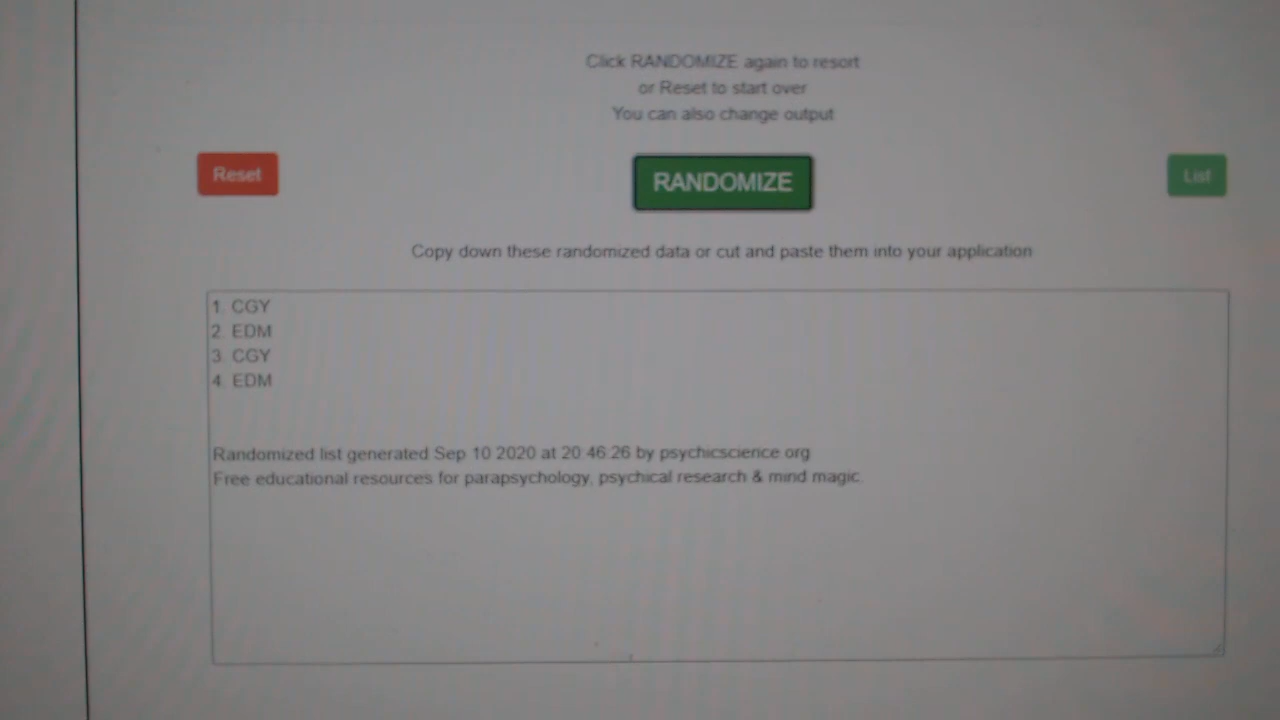 Click RANDOMIZE again to resort
or Reset to start over
You can also change output
Reset
RANDOMIZE
List
Copy down these randomized data or cut and paste them into your application
1. CGY
2. EDM
3. CGY
4. EDM
Randomized list generated Sep 10 2020 at 20:46:26 by psychicscience.org
Free educational resources for parapsychology, psychical research & mind magic.